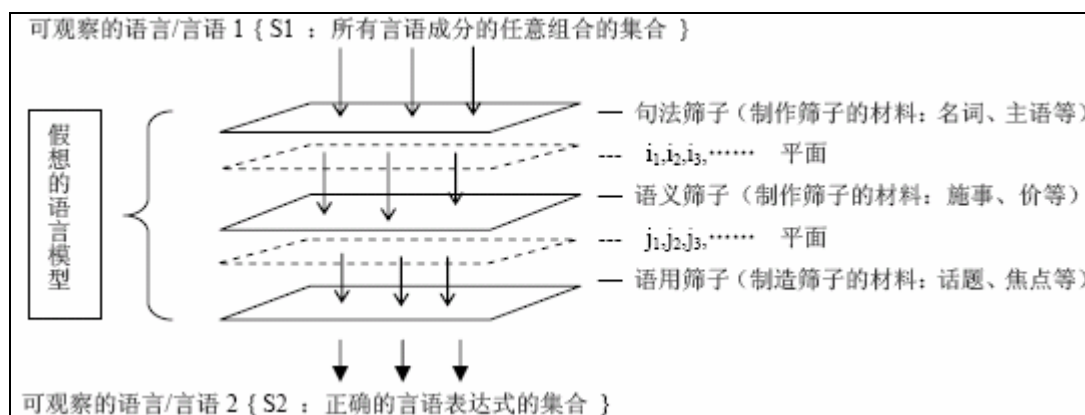 可观察的语言/言语 1 { S1 ：所有言语成分的任意组合的集合 }
假想的语言模型
— 句法筛子（制作筛子的材料：名词、主语等）
--- i₁,i₂,i₃,…… 平面
— 语义筛子（制作筛子的材料：施事、价等）
--- j₁,j₂,j₃,…… 平面
— 语用筛子（制造筛子的材料：话题、焦点等）
可观察的语言/言语 2 { S2 ：正确的言语表达式的集合 }